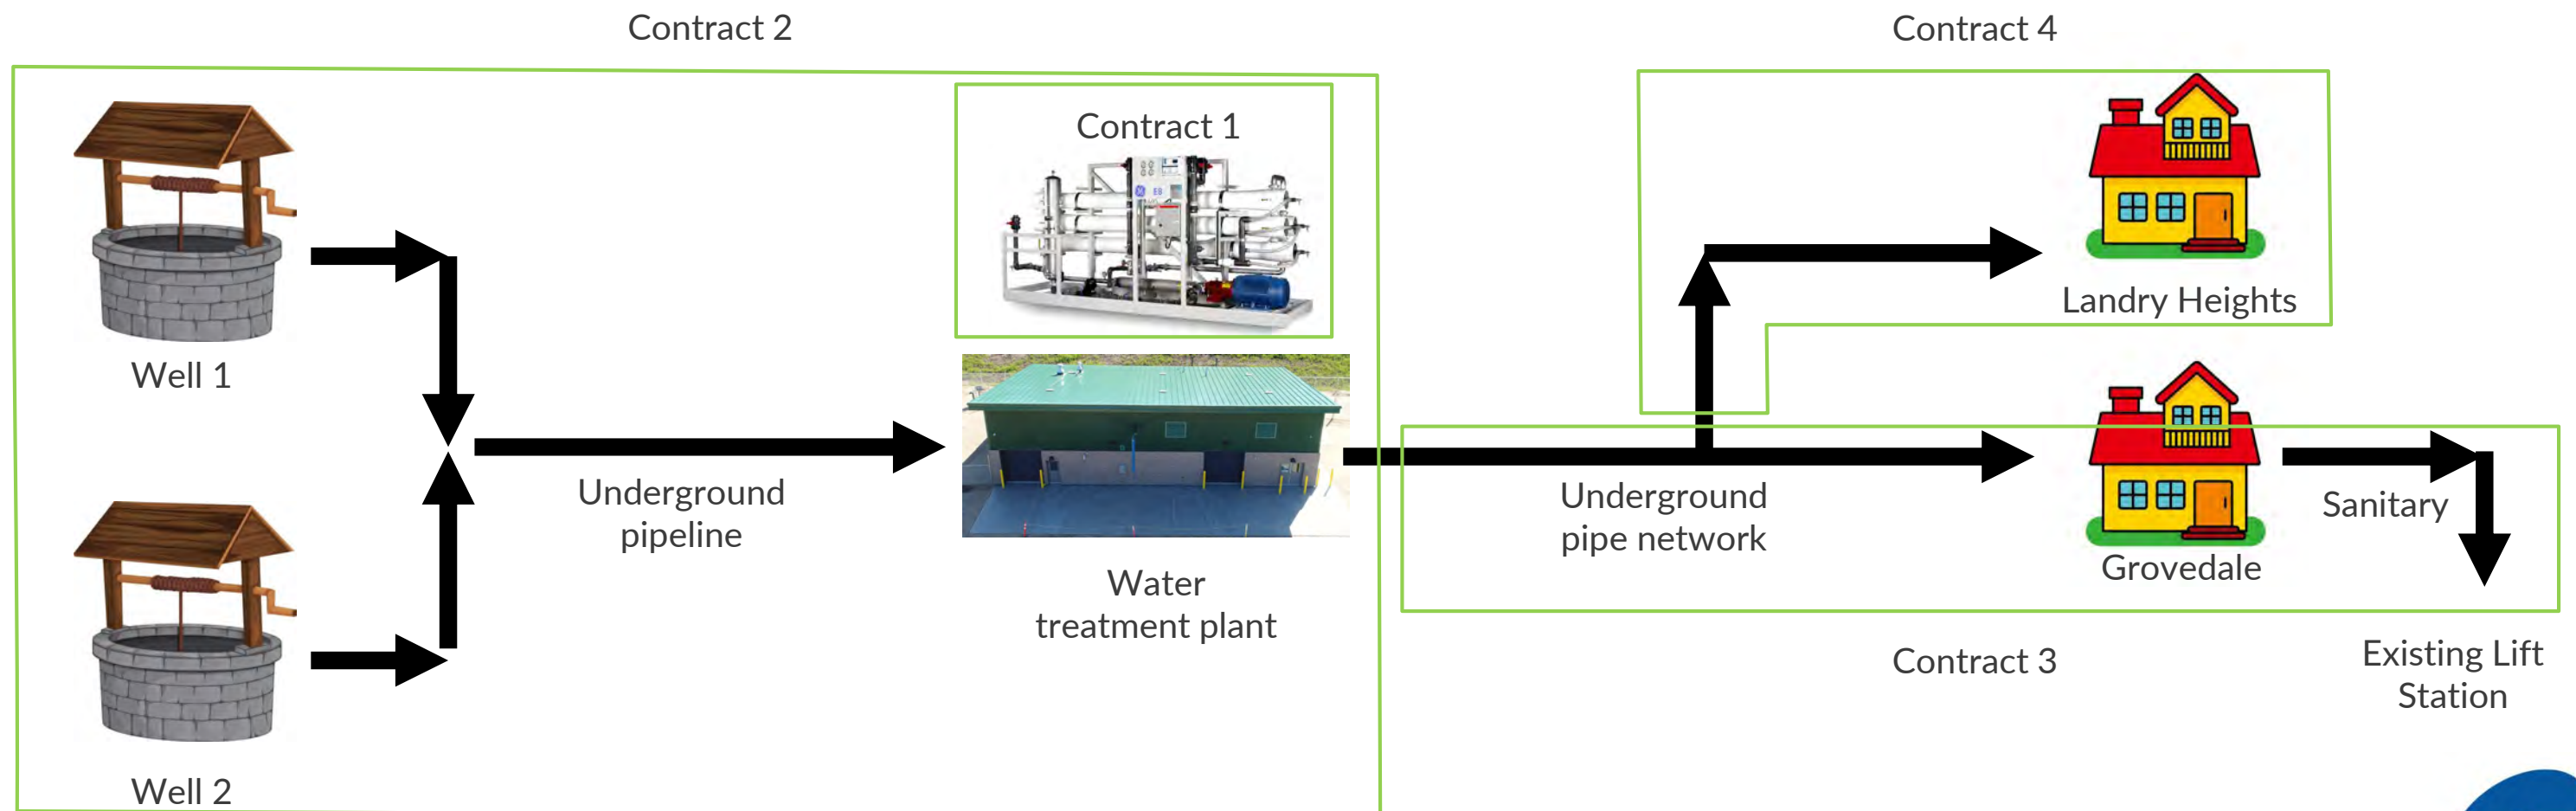 Contract 2
Contract 4
Contract 1
Well 1
Underground
pipeline
Water
treatment plant
Well 2
Landry Heights
Underground
pipe network
Grovedale
Sanitary
Contract 3
Existing Lift
Station